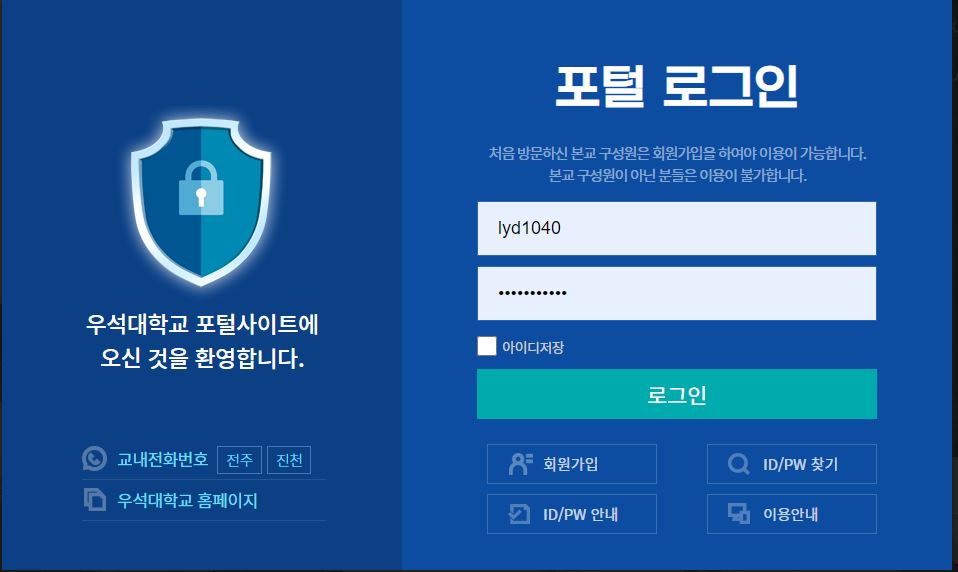 우석대학교 포털사이트에
오신 것을 환영합니다.
교내전화번호 전주 진천
우석대학교 홈페이지
포털 로그인
처음 방문하신 본교 구성원은 회원가입을 하여야 이용이 가능합니다.
본교 구성원이 아닌 분들은 이용이 불가합니다.
lyd1040
•••••••••••
아이디저장
로그인
회원가입 ID/PW 찾기
ID/PW 안내 이용안내